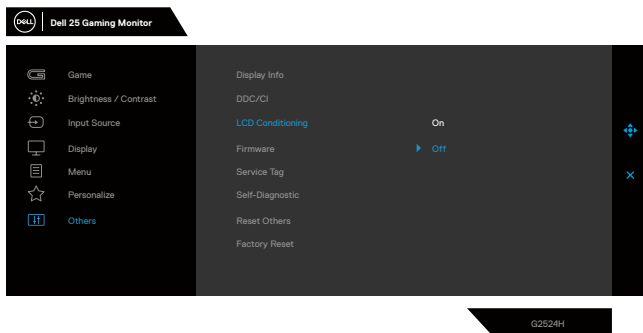 DELL
Dell 25 Gaming Monitor
Game
Display Info
Brightness / Contrast
DDC/CI
Input Source
LCD Conditioning
On
Display
Firmware
Off
Menu
Service Tag
Personalize
Self-Diagnostic
Others
Reset Others
Factory Reset
G2524H